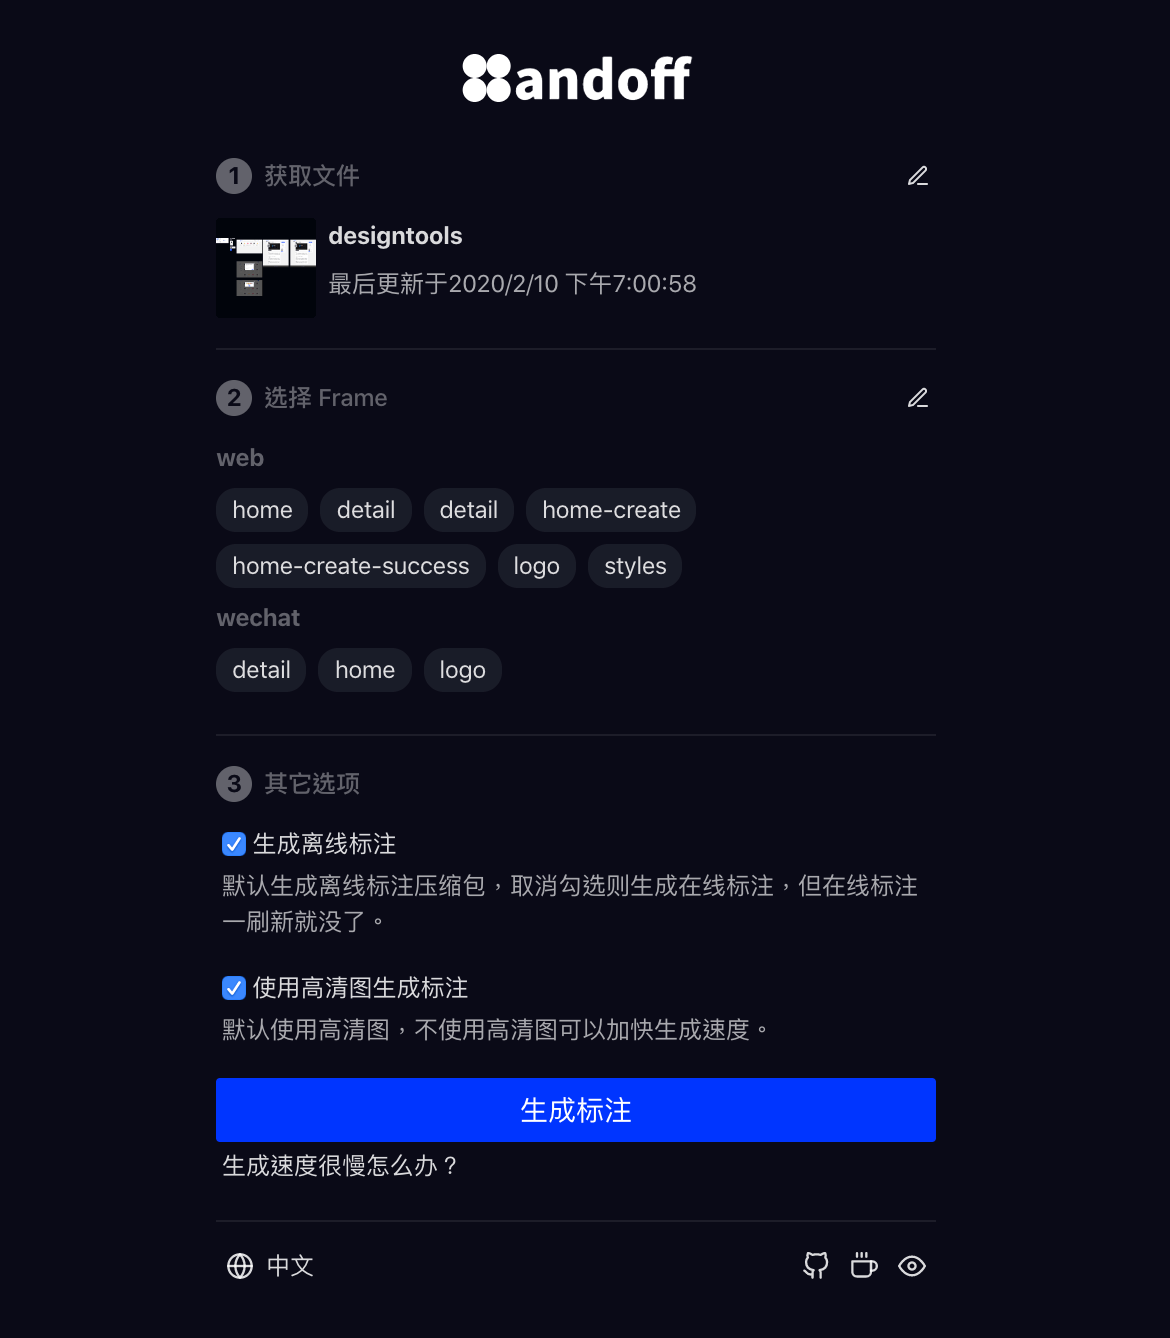 andoff
1 获取文件
designtools
最后更新于2020/2/10 下午7:00:58
2 选择 Frame
web
home detail detail home-create
home-create-success logo styles
wechat
detail home logo
3 其它选项
生成离线标注
默认生成离线标注压缩包，取消勾选则生成在线标注，但在线标注
一刷新就没了。
使用高清图生成标注
默认使用高清图，不使用高清图可以加快生成速度。
生成标注
生成速度很慢怎么办？
中文